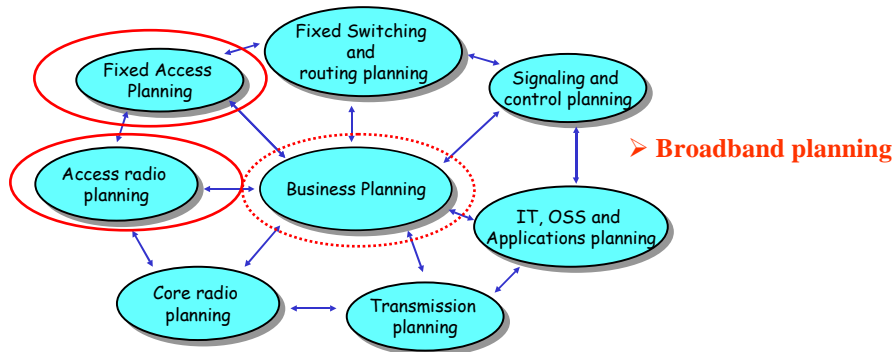 Fixed Switching
and
routing planning
Fixed Access
Planning
Signaling and
control planning
➢ Broadband planning
Access radio
planning
Business Planning
IT, OSS and
Applications planning
Core radio
planning
Transmission
planning